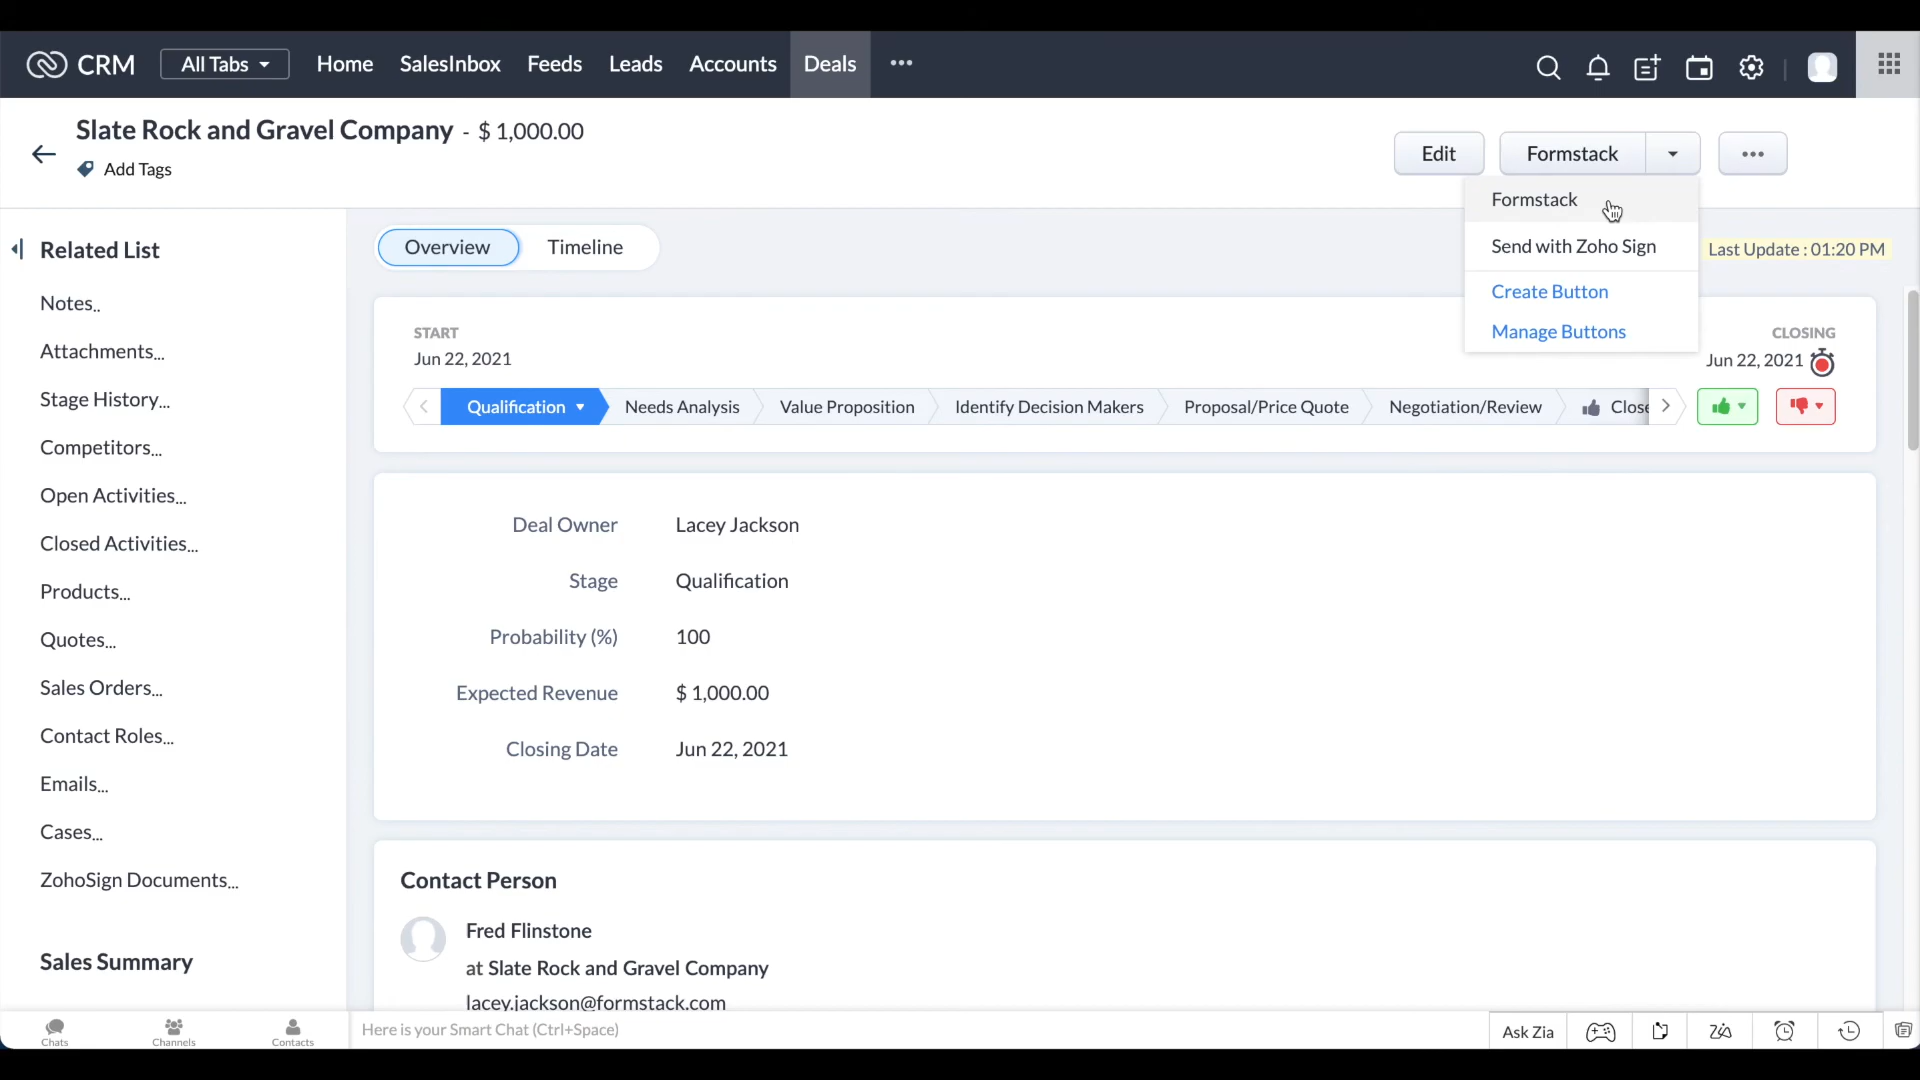 CRM
All Tabs
Home
SalesInbox
Feeds
Leads
Accounts
Deals
Slate Rock and Gravel Company - $ 1,000.00
Add Tags
Edit
Formstack
Formstack
Send with Zoho Sign
Create Button
Manage Buttons
Related List
Notes..
Attachments...
Stage History...
Competitors...
Open Activities...
Closed Activities...
Products...
Quotes...
Sales Orders...
Contact Roles...
Emails...
Cases...
ZohoSign Documents...
Sales Summary
Overview
Timeline
Last Update : 01:20 PM
START
Jun 22, 2021
CLOSING
Jun 22, 2021
Qualification
Needs Analysis
Value Proposition
Identify Decision Makers
Proposal/Price Quote
Negotiation/Review
Close
Deal Owner Lacey Jackson
Stage Qualification
Probability (%) 100
Expected Revenue $ 1,000.00
Closing Date Jun 22, 2021
Contact Person
Fred Flinstone
at Slate Rock and Gravel Company
lacey.jackson@formstack.com
Chats
Channels
Contacts
Here is your Smart Chat (Ctrl+Space)
Ask Zia